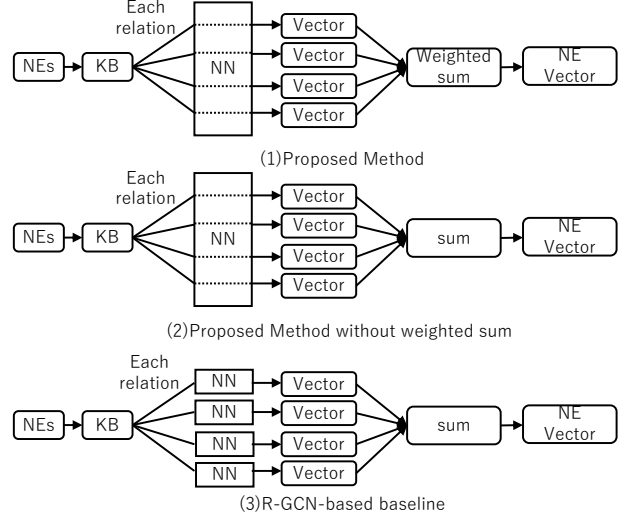 Each
relation
NEs
KB
NN
Vector
Vector
Vector
Vector
Weighted
sum
NE
Vector
(1)Proposed Method
Each
relation
NEs
KB
NN
Vector
Vector
Vector
Vector
sum
NE
Vector
(2)Proposed Method without weighted sum
Each
relation
NEs
KB
NN
NN
NN
NN
Vector
Vector
Vector
Vector
sum
NE
Vector
(3)R-GCN-based baseline